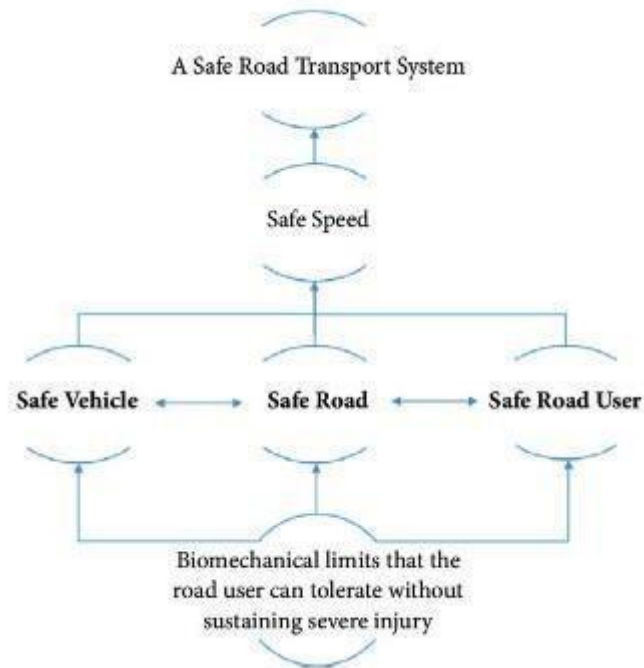 A Safe Road Transport System
Safe Speed
Safe Vehicle
Safe Road
Safe Road User
Biomechanical limits that the
road user can tolerate without
sustaining severe injury